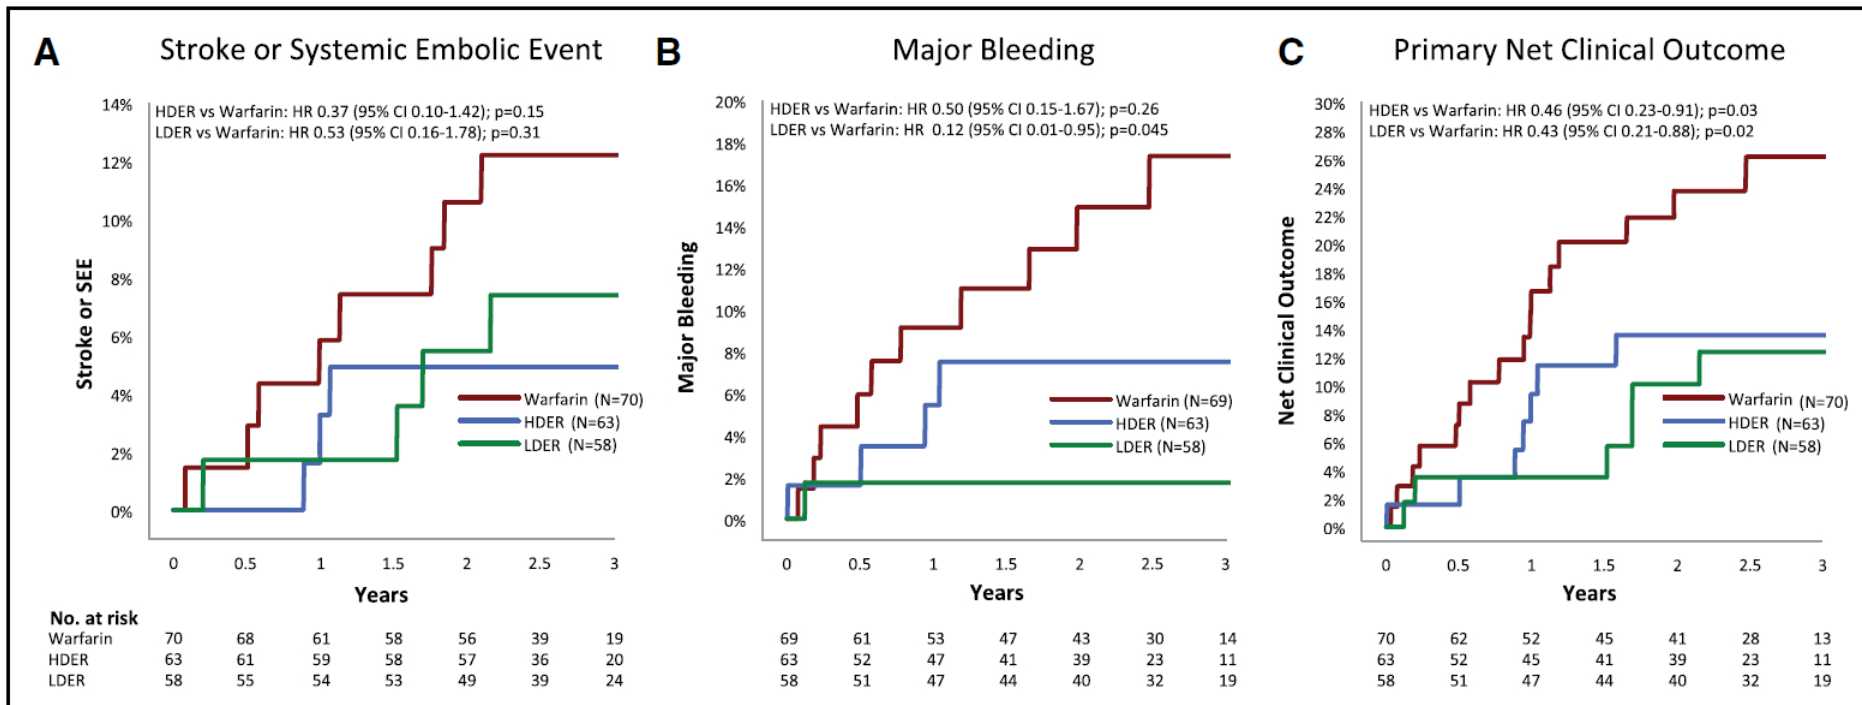 A Stroke or Systemic Embolic Event
HDER vs Warfarin: HR 0.37 (95% CI 0.10-1.42); p=0.15
LDER vs Warfarin: HR 0.53 (95% CI 0.16-1.78); p=0.31
14%
12%
10%
8%
6%
4%
2%
0%
Stroke or SEE
Warfarin (N=70)
HDER (N=63)
LDER (N=58)
0 0.5 1 1.5 2 2.5 3
Years
B Major Bleeding
HDER vs Warfarin: HR 0.50 (95% CI 0.15-1.67); p=0.26
LDER vs Warfarin: HR 0.12 (95% CI 0.01-0.95); p=0.045
20%
18%
16%
14%
12%
10%
8%
6%
4%
2%
0%
Major Bleeding
Warfarin (N=69)
HDER (N=63)
LDER (N=58)
0 0.5 1 1.5 2 2.5 3
Years
C Primary Net Clinical Outcome
HDER vs Warfarin: HR 0.46 (95% CI 0.23-0.91); p=0.03
LDER vs Warfarin: HR 0.43 (95% CI 0.21-0.88); p=0.02
30%
28%
26%
24%
22%
20%
18%
16%
14%
12%
10%
8%
6%
4%
2%
0%
Net Clinical Outcome
Warfarin (N=70)
HDER (N=63)
LDER (N=58)
0 0.5 1 1.5 2 2.5 3
Years
No. at risk
Warfarin 70 68 61 58 56 39 19 69 61 53 47 43 30 14 70 62 52 45 41 28 13
HDER 63 61 59 58 57 36 20 63 52 47 41 39 23 11 63 52 45 41 39 23 11
LDER 58 55 54 53 49 39 24 58 51 47 44 40 32 19 58 51 47 44 40 32 19